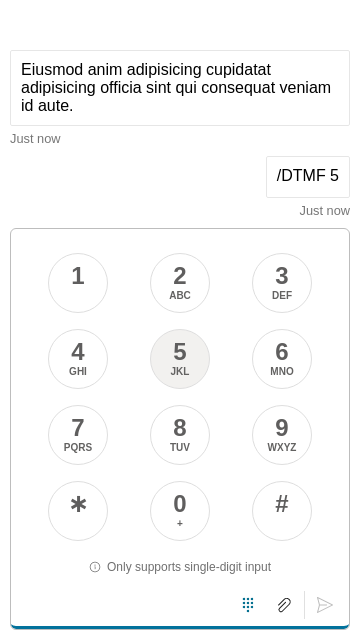 Eiusmod anim adipisicing cupidatat
adipisicing officia sint qui consequat veniam
id aute.
Just now
/DTMF 5
Just now
1
2
ABC
3
DEF
4
GHI
5
JKL
6
MNO
7
PQRS
8
TUV
9
WXYZ
*
0
+
#
Only supports single-digit input